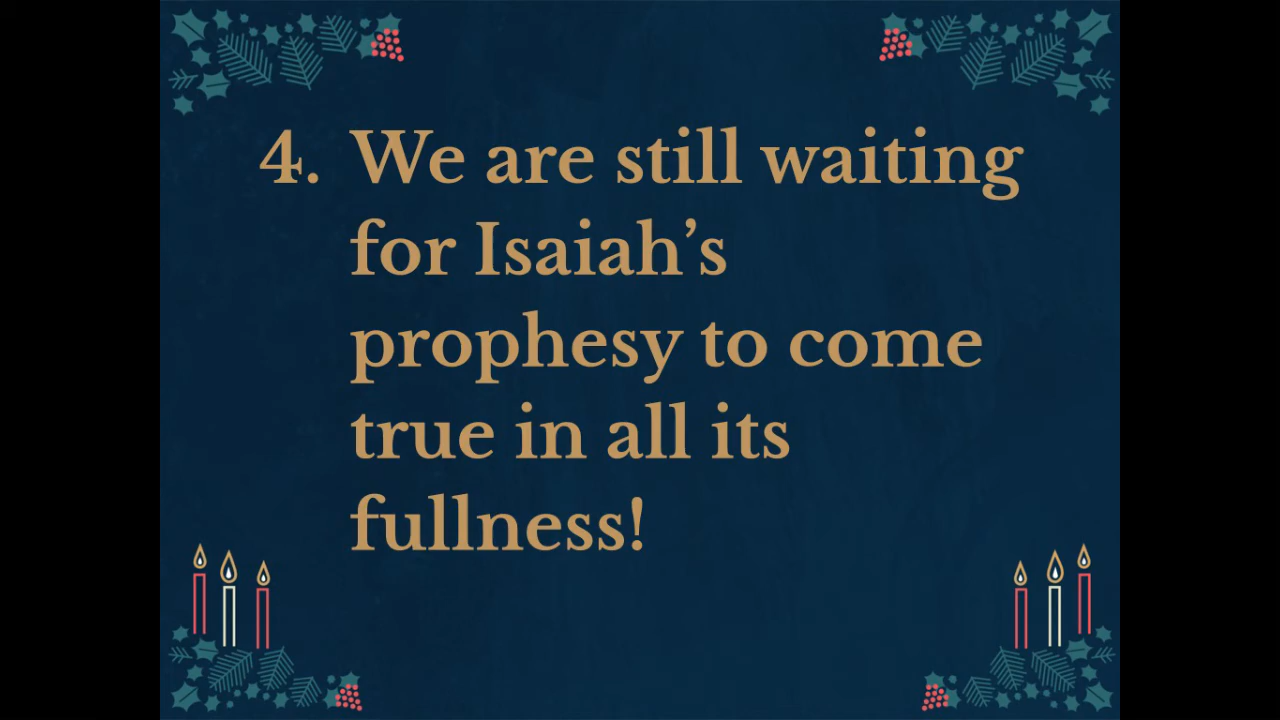 4. We are still waiting
for Isaiah’s
prophesy to come
true in all its
fullness!